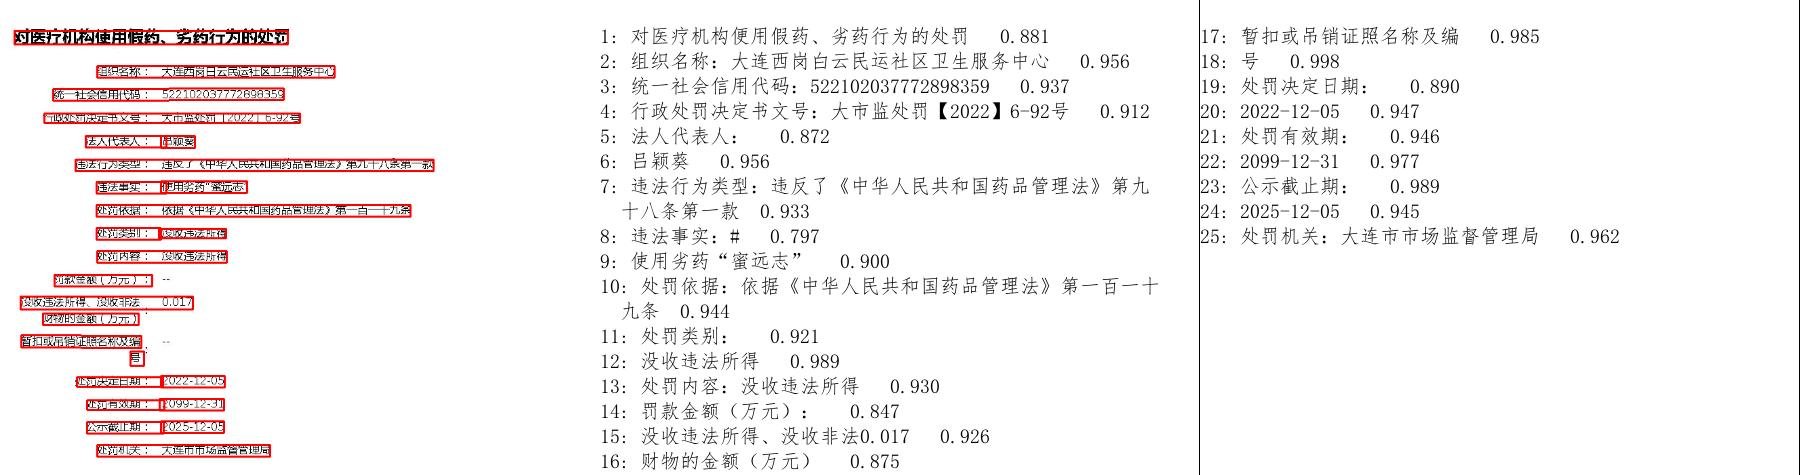 对医疗机构使用假药、劣药行为的处罚
组织名称： 大连西岗白云民运社区卫生服务中心
统一社会信用代码： 522102037772898359
行政处罚决定书文号： 大市监处罚【2022】6-92号
法人代表人： 吕颖葵
违法行为类型： 违反了《中华人民共和国药品管理法》第九十八条第一款
违法事实： 使用劣药“蜜远志”
处罚依据： 依据《中华人民共和国药品管理法》第一百一十九条
处罚类别： 没收违法所得
处罚内容： 没收违法所得
罚款金额（万元）： --
没收违法所得、没收非法 0.017
财物的金额（万元） ：
暂扣或吊销证照名称及编 --
号 ：
处罚决定日期： 2022-12-05
处罚有效期： 2099-12-31
公示截止期： 2025-12-05
处罚机关： 大连市市场监督管理局
1: 对医疗机构便用假药、劣药行为的处罚 0.881
2: 组织名称：大连西岗白云民运社区卫生服务中心 0.956
3: 统一社会信用代码：522102037772898359 0.937
4: 行政处罚决定书文号：大市监处罚【2022】6-92号 0.912
5: 法人代表人： 0.872
6: 吕颖葵 0.956
7: 违法行为类型：违反了《中华人民共和国药品管理法》第九
十八条第一款 0.933
8: 违法事实：# 0.797
9: 使用劣药“蜜远志” 0.900
10: 处罚依据：依据《中华人民共和国药品管理法》第一百一十
九条 0.944
11: 处罚类别： 0.921
12: 没收违法所得 0.989
13: 处罚内容：没收违法所得 0.930
14: 罚款金额（万元）： 0.847
15: 没收违法所得、没收非法0.017 0.926
16: 财物的金额（万元） 0.875
17: 暂扣或吊销证照名称及编 0.985
18: 号 0.998
19: 处罚决定日期： 0.890
20: 2022-12-05 0.947
21: 处罚有效期： 0.946
22: 2099-12-31 0.977
23: 公示截止期： 0.989
24: 2025-12-05 0.945
25: 处罚机关：大连市市场监督管理局 0.962